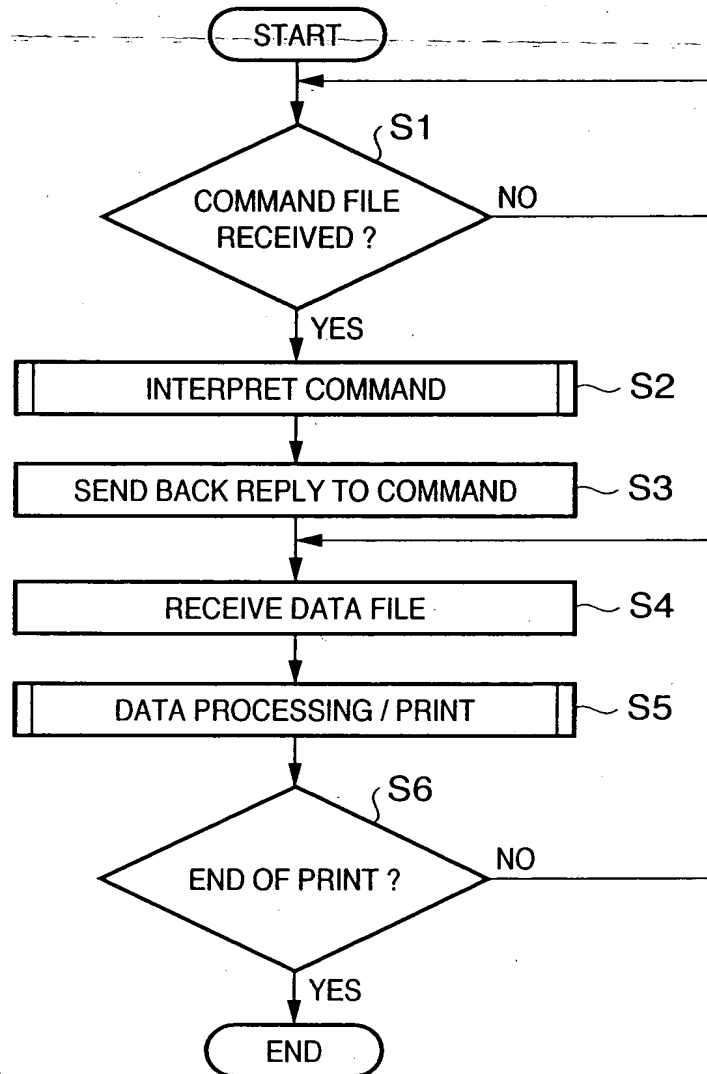 START
S1
COMMAND FILE
RECEIVED ?
NO
YES
INTERPRET COMMAND
S2
SEND BACK REPLY TO COMMAND
S3
RECEIVE DATA FILE
S4
DATA PROCESSING / PRINT
S5
S6
END OF PRINT ?
NO
YES
END